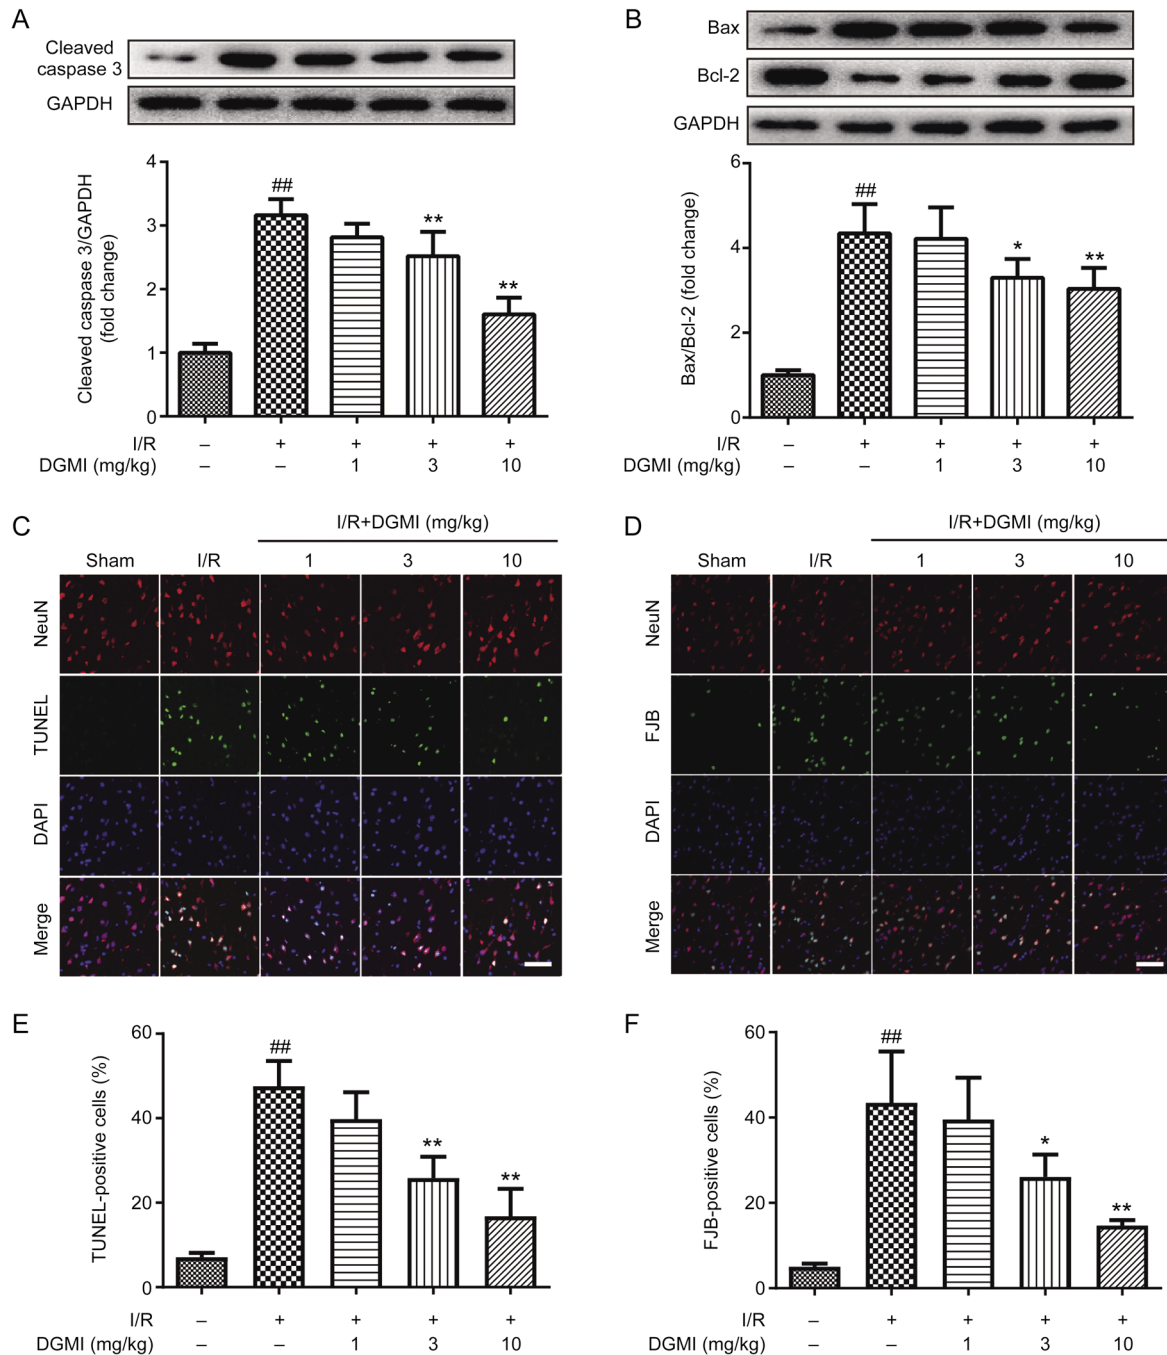 A
Cleaved
caspase 3
GAPDH
Cleaved caspase 3/GAPDH
(fold change)
4
3
2
1
0
##
**
**
I/R – + + + +
DGMI (mg/kg) – – 1 3 10
B
Bax
Bcl-2
GAPDH
Bax/Bcl-2 (fold change)
6
4
2
0
##
*
**
I/R – + + + +
DGMI (mg/kg) – – 1 3 10
C
I/R+DGMI (mg/kg)
Sham I/R 1 3 10
NeuN
TUNEL
DAPI
Merge
D
I/R+DGMI (mg/kg)
Sham I/R 1 3 10
NeuN
FJB
DAPI
Merge
E
TUNEL-positive cells (%)
60
40
20
0
##
**
**
I/R – + + + +
DGMI (mg/kg) – – 1 3 10
F
FJB-positive cells (%)
60
40
20
0
##
*
**
I/R – + + + +
DGMI (mg/kg) – – 1 3 10